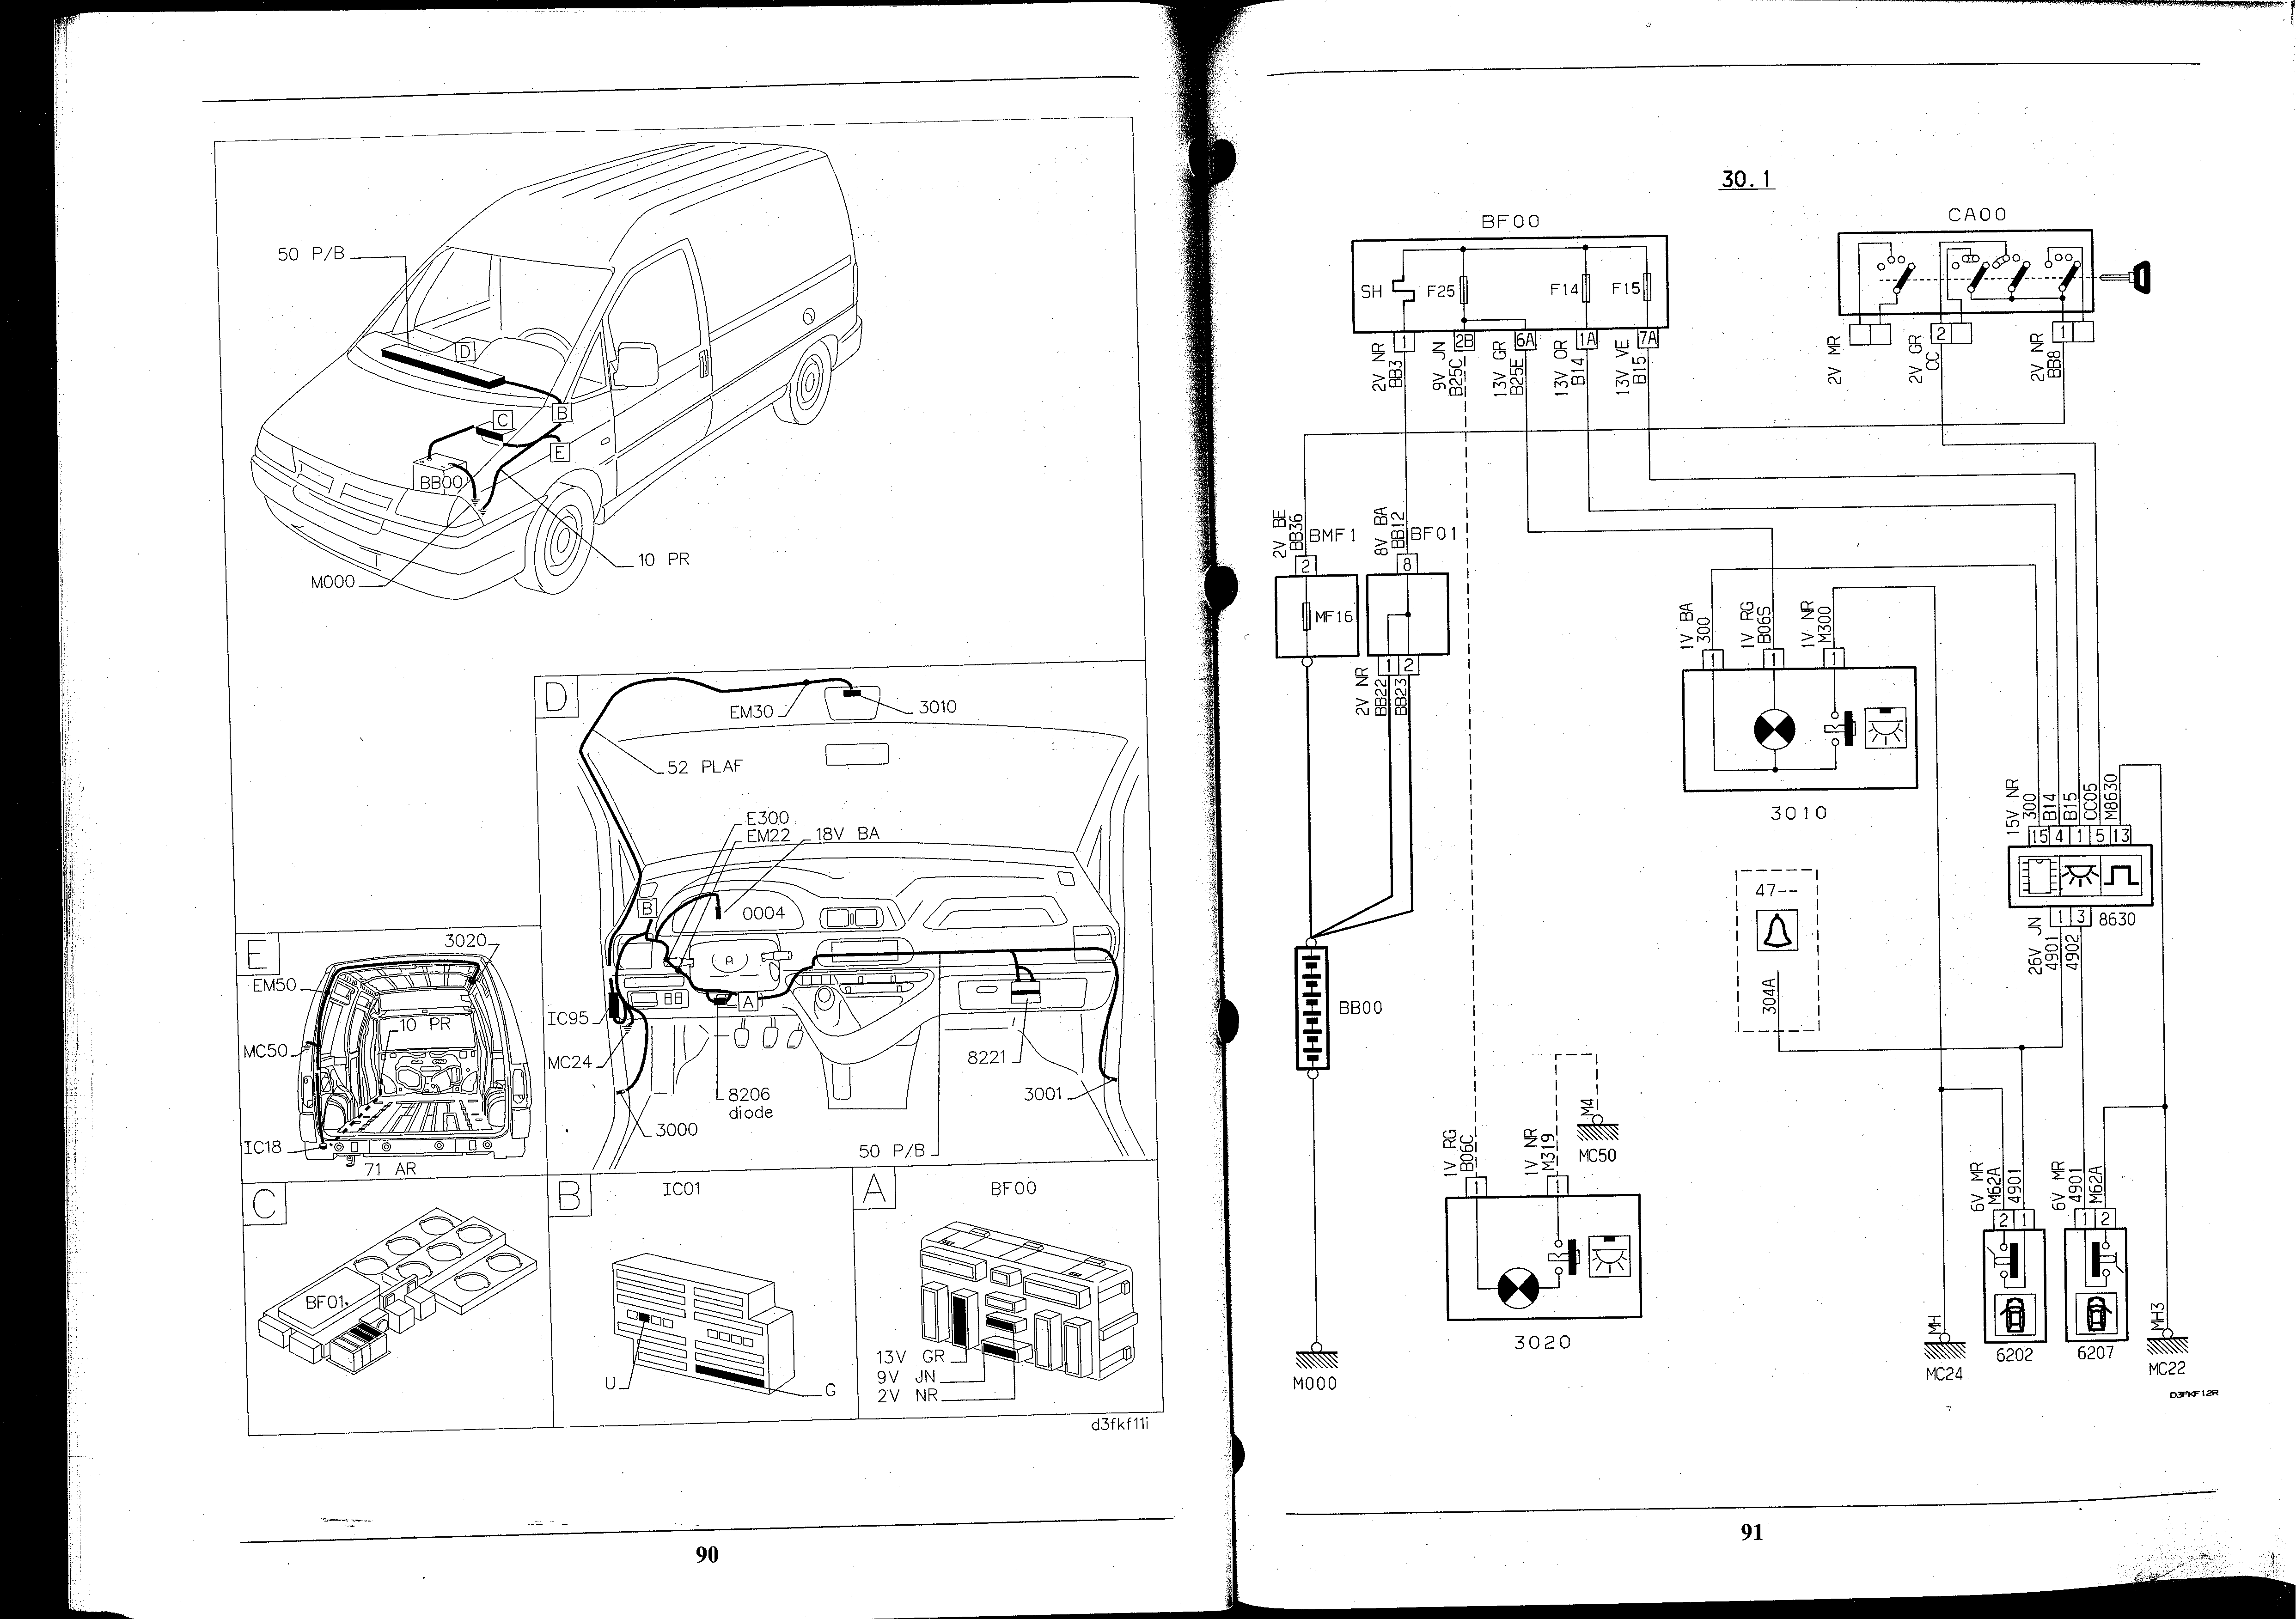 50 P/B
D
B
C
E
BB00
M000
10 PR
D
EM30
3010
52 PLAF
E300
EM22
18V BA
B
0004
A
IC95
MC24
8206
diode
3000
8221
3001
50 P/B
E
3020
EM50
10 PR
MC50
IC18
71 AR
C
BF01
B
IC01
U
G
A
BF00
13V GR
9V JN
2V NR
d3fkf11i
90
30.1
BF00
CA00
SH
F25
F14
F15
1
2B
6A
1A
7A
2
1
2V NR
BB3
9V JN
B25C
13V GR
B25E
13V OR
B14
13V VE
B15
2V MR
2V GR
CC
2V NR
BB8
2V BE
BB36
BMF1
8V BA
BB12
BF01
2
8
MF16
1 2
2V NR
BB22
BB23
1V BA
300
1V RG
B06S
1V NR
M300
1
1
1
3010
15V NR
300
B14
B15
CC05
M8630
15 4 1 5 13
1 3
8630
26V JN
4901
4902
47--
304A
BB00
M4
MC50
1V RG
B06C
1V NR
M319
1
1
3020
6V MR
M62A
4901
6V MR
4901
M62A
2 1
1 2
6202
6207
MH
MC24
MH3
MC22
M000
D3FKF12R
91